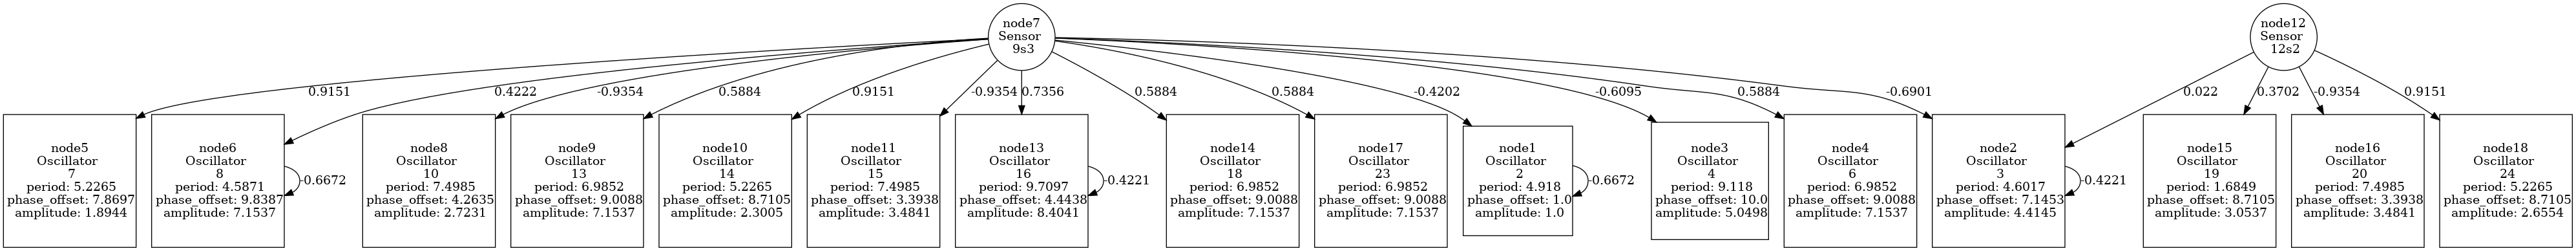 node7
Sensor
9s3
node12
Sensor
12s2
0.9151
0.4222
-0.9354
0.5884
0.9151
-0.9354
0.7356
0.5884
0.5884
-0.4202
-0.6095
0.5884
-0.6901
0.022
0.3702
-0.9354
0.9151
node5
Oscillator
7
period: 5.2265
phase_offset: 7.8697
amplitude: 1.8944
node6
Oscillator
8
period: 4.5871
phase_offset: 9.8387
amplitude: 7.1537
-0.6672
node8
Oscillator
10
period: 7.4985
phase_offset: 4.2635
amplitude: 2.7231
node9
Oscillator
13
period: 6.9852
phase_offset: 9.0088
amplitude: 7.1537
node10
Oscillator
14
period: 5.2265
phase_offset: 8.7105
amplitude: 2.3005
node11
Oscillator
15
period: 7.4985
phase_offset: 3.3938
amplitude: 3.4841
node13
Oscillator
16
period: 9.7097
phase_offset: 4.4438
amplitude: 8.4041
-0.4221
node14
Oscillator
18
period: 6.9852
phase_offset: 9.0088
amplitude: 7.1537
node17
Oscillator
23
period: 6.9852
phase_offset: 9.0088
amplitude: 7.1537
node1
Oscillator
2
period: 4.918
phase_offset: 1.0
amplitude: 1.0
-0.6672
node3
Oscillator
4
period: 9.118
phase_offset: 10.0
amplitude: 5.0498
node4
Oscillator
6
period: 6.9852
phase_offset: 9.0088
amplitude: 7.1537
node2
Oscillator
3
period: 4.6017
phase_offset: 7.1453
amplitude: 4.4145
-0.4221
node15
Oscillator
19
period: 1.6849
phase_offset: 8.7105
amplitude: 3.0537
node16
Oscillator
20
period: 7.4985
phase_offset: 3.3938
amplitude: 3.4841
node18
Oscillator
24
period: 5.2265
phase_offset: 8.7105
amplitude: 2.6554